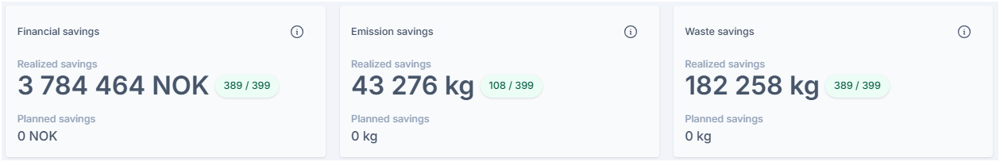 Financial savings
Realized savings
3 784 464 NOK 389 / 399
Planned savings
0 NOK
Emission savings
Realized savings
43 276 kg 108 / 399
Planned savings
0 kg
Waste savings
Realized savings
182 258 kg 389 / 399
Planned savings
0 kg